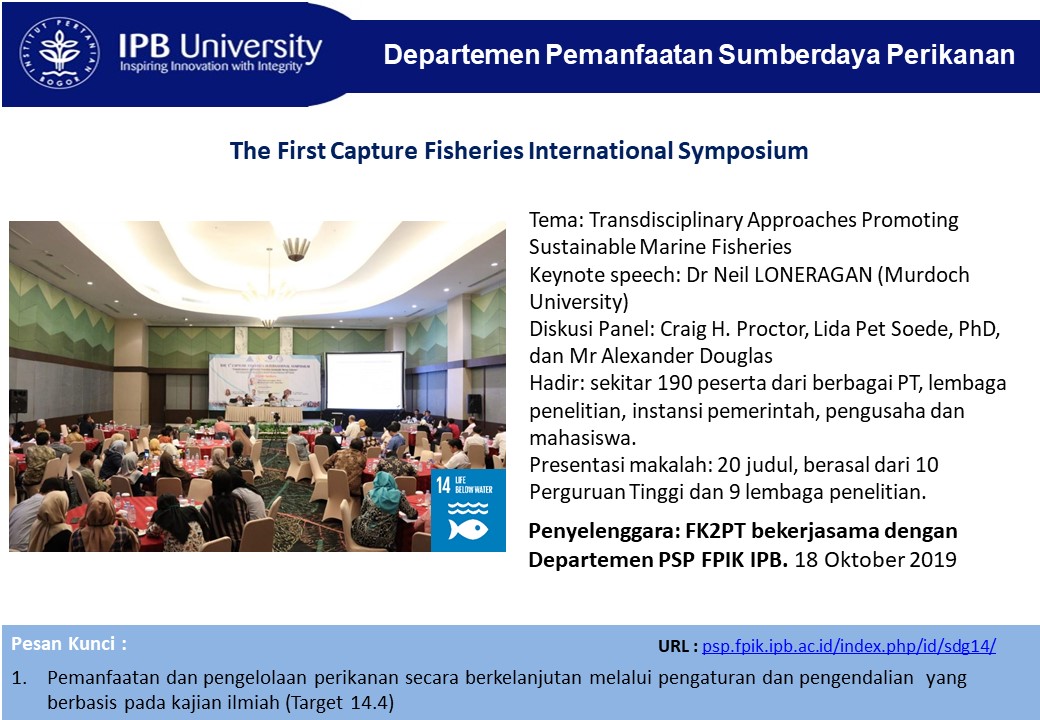 INSTITUT PERTANIAN
BOGOR
IPB University
Inspiring Innovation with Integrity
Departemen Pemanfaatan Sumberdaya Perikanan
The First Capture Fisheries International Symposium
Tema: Transdisciplinary Approaches Promoting
Sustainable Marine Fisheries
Keynote speech: Dr Neil LONERAGAN (Murdoch
University)
Diskusi Panel: Craig H. Proctor, Lida Pet Soede, PhD,
dan Mr Alexander Douglas
Hadir: sekitar 190 peserta dari berbagai PT, lembaga
penelitian, instansi pemerintah, pengusaha dan
mahasiswa.
Presentasi makalah: 20 judul, berasal dari 10
Perguruan Tinggi dan 9 lembaga penelitian.
Penyelenggara: FK2PT bekerjasama dengan
Departemen PSP FPIK IPB. 18 Oktober 2019
14 LIFE
BELOW WATER
Pesan Kunci :
URL : psp.fpik.ipb.ac.id/index.php/id/sdg14/
1. Pemanfaatan dan pengelolaan perikanan secara berkelanjutan melalui pengaturan dan pengendalian yang
berbasis pada kajian ilmiah (Target 14.4)